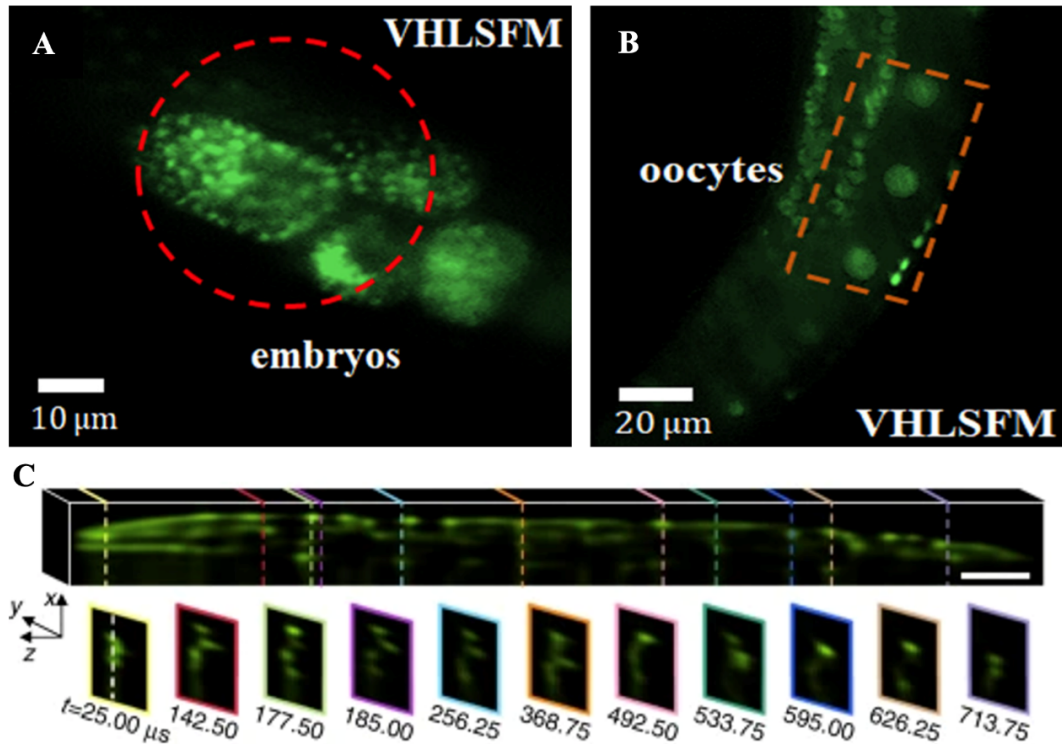 A
VHLSFM
embryos
10 μm
B
oocytes
20 μm
VHLSFM
C
x
y
z
t=25.00 μs
142.50
177.50
185.00
256.25
368.75
492.50
533.75
595.00
626.25
713.75